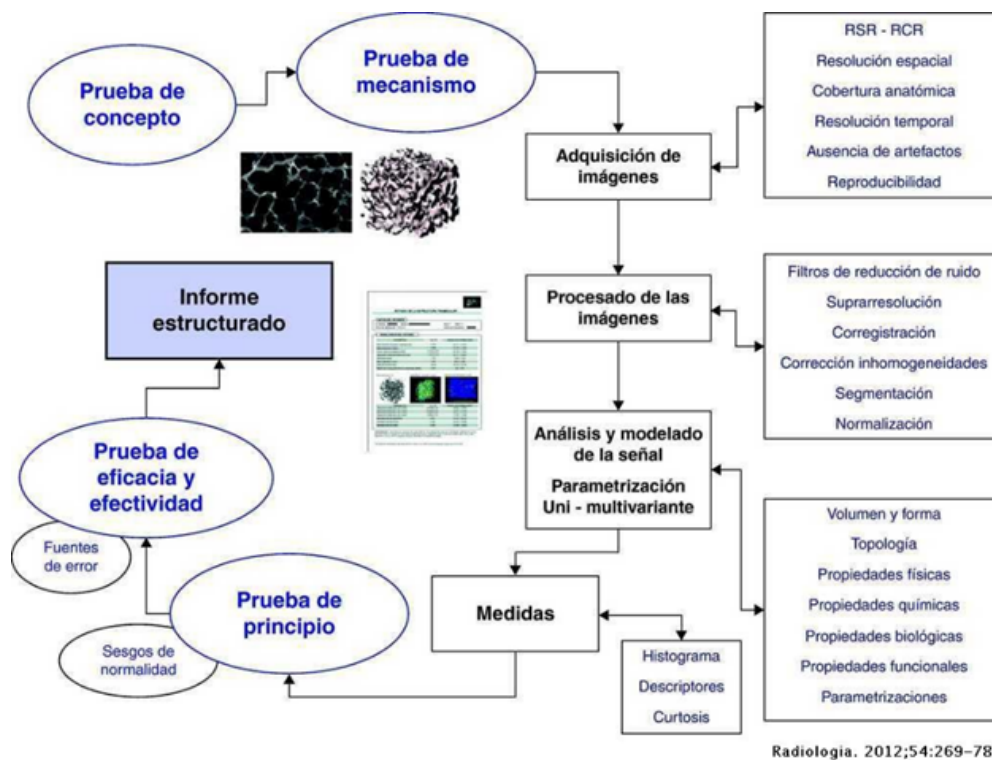 Prueba de
concepto
Prueba de
mecanismo
Adquisición de
imágenes
RSR - RCR
Resolución espacial
Cobertura anatómica
Resolución temporal
Ausencia de artefactos
Reproducibilidad
Procesado de las
imágenes
Filtros de reducción de ruido
Suprarresolución
Corregistración
Corrección inhomogeneidades
Segmentación
Normalización
Análisis y modelado
de la señal
Parametrización
Uni - multivariante
Volumen y forma
Topología
Propiedades físicas
Propiedades químicas
Propiedades biológicas
Propiedades funcionales
Parametrizaciones
Medidas
Histograma
Descriptores
Curtosis
Prueba de
principio
Sesgos de
normalidad
Prueba de
eficacia y
efectividad
Fuentes
de error
Informe
estructurado
Radiologia. 2012;54:269-78